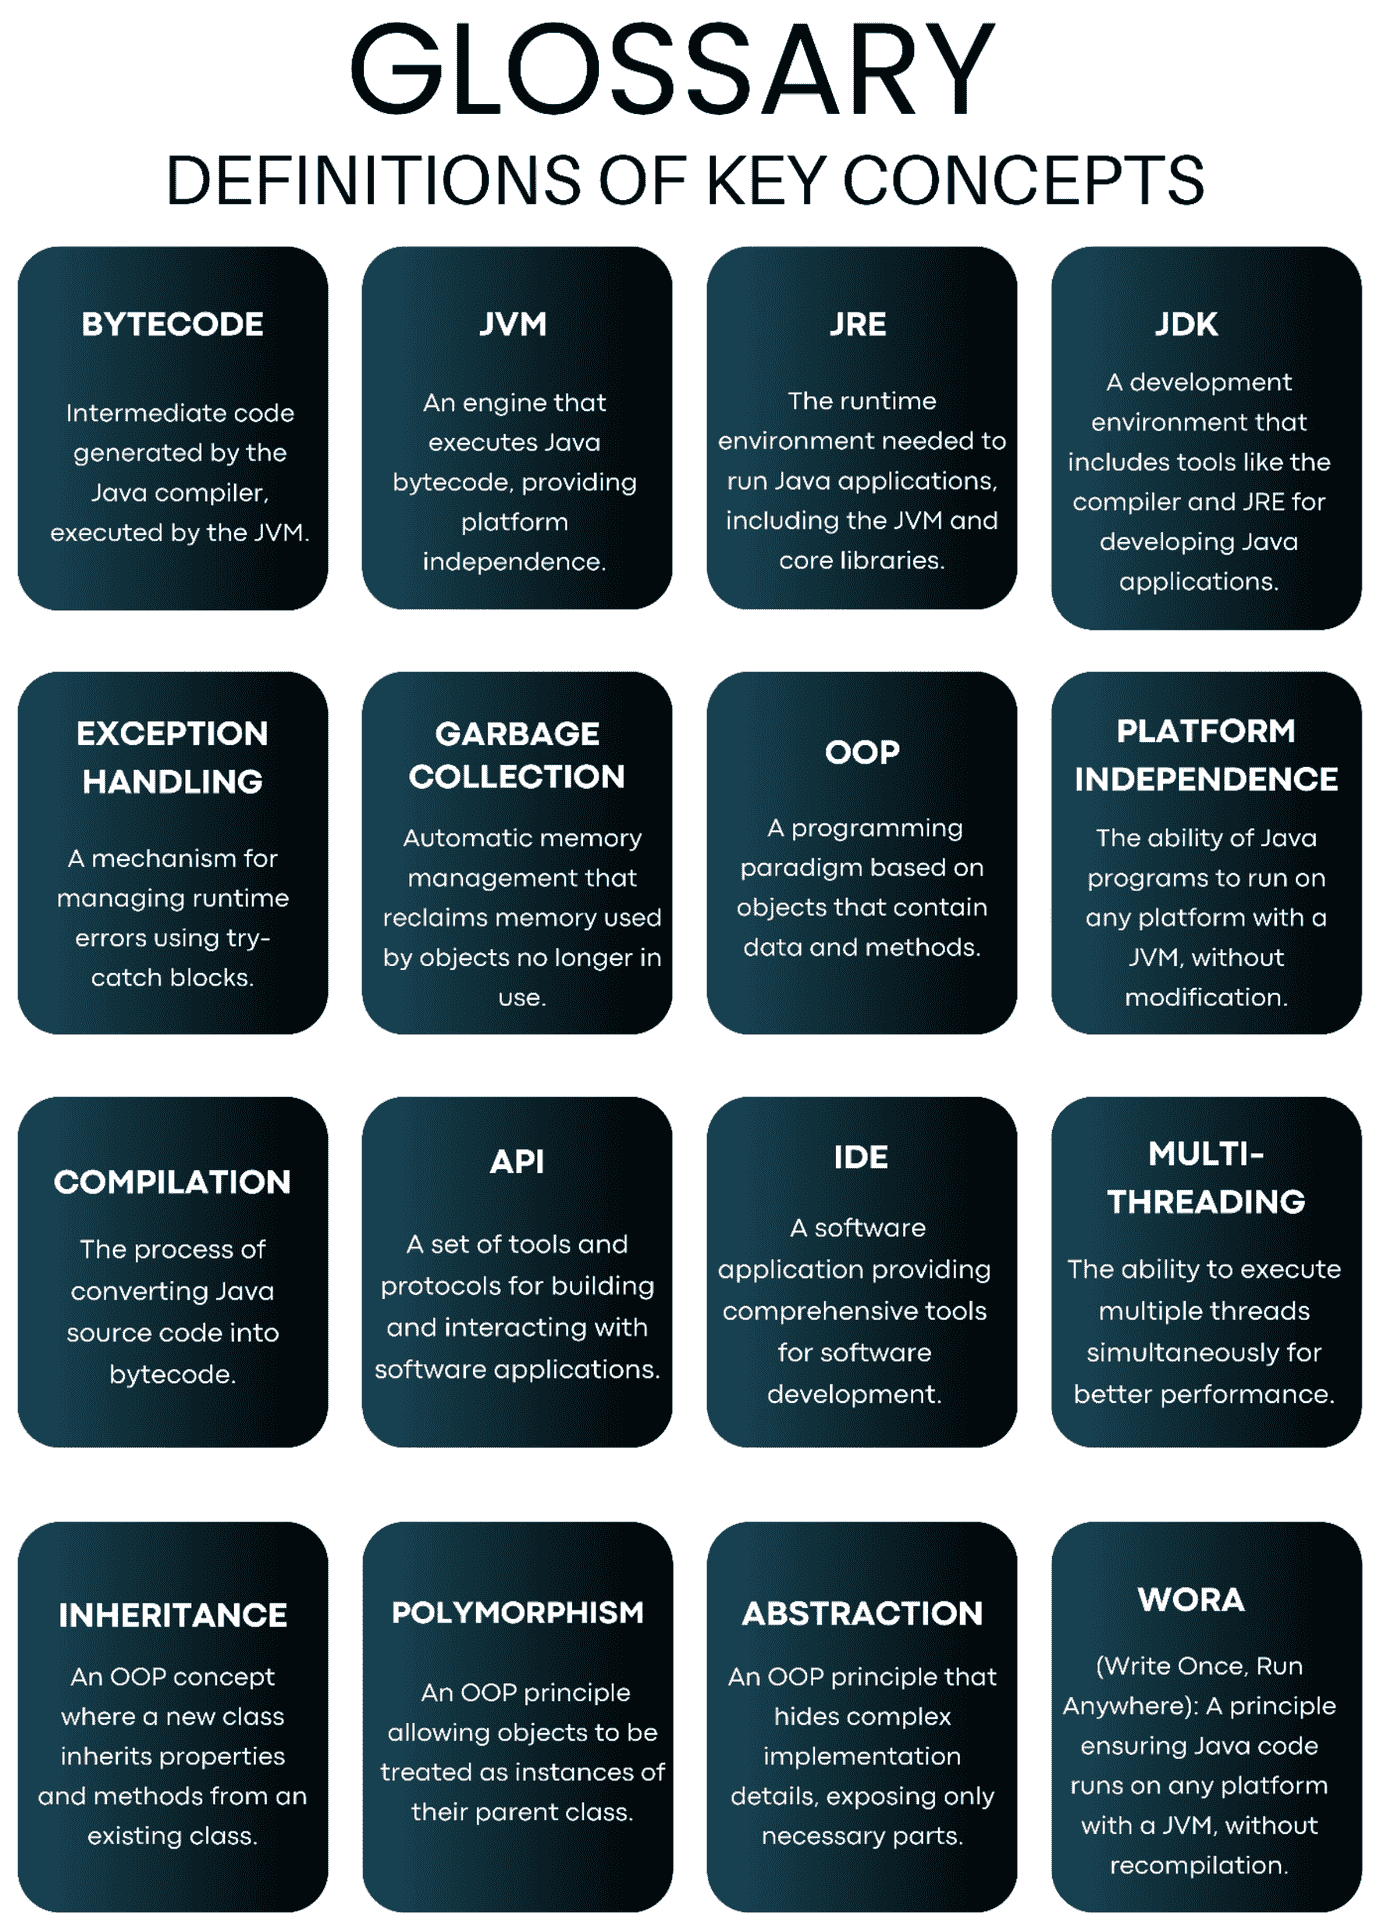 GLOSSARY
DEFINITIONS OF KEY CONCEPTS
BYTECODE
Intermediate code
generated by the
Java compiler,
executed by the JVM.
JVM
An engine that
executes Java
bytecode, providing
platform
independence.
JRE
The runtime
environment needed to
run Java applications,
including the JVM and
core libraries.
JDK
A development
environment that
includes tools like the
compiler and JRE for
developing Java
applications.
EXCEPTION
HANDLING
A mechanism for
managing runtime
errors using try-
catch blocks.
GARBAGE
COLLECTION
Automatic memory
management that
reclaims memory used
by objects no longer in
use.
OOP
A programming
paradigm based on
objects that contain
data and methods.
PLATFORM
INDEPENDENCE
The ability of Java
programs to run on
any platform with a
JVM, without
modification.
COMPILATION
The process of
converting Java
source code into
bytecode.
API
A set of tools and
protocols for building
and interacting with
software applications.
IDE
A software
application providing
comprehensive tools
for software
development.
MULTI-
THREADING
The ability to execute
multiple threads
simultaneously for
better performance.
INHERITANCE
An OOP concept
where a new class
inherits properties
and methods from an
existing class.
POLYMORPHISM
An OOP principle
allowing objects to be
treated as instances of
their parent class.
ABSTRACTION
An OOP principle that
hides complex
implementation
details, exposing only
necessary parts.
WORA
(Write Once, Run
Anywhere): A principle
ensuring Java code
runs on any platform
with a JVM, without
recompilation.